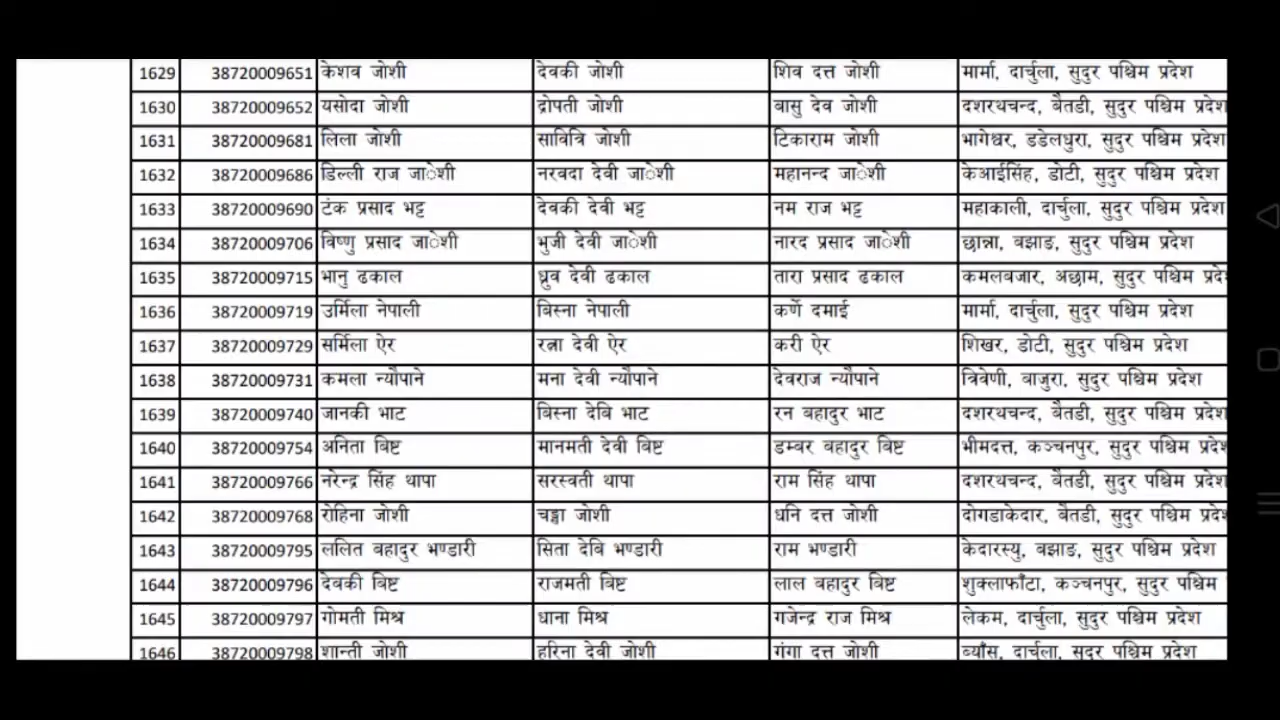 1629 38720009651 केशव जोशी देवकी जोशी शिव दत्त जोशी मार्मा, दार्चुला, सुदुर पश्चिम प्रदेश
1630 38720009652 यसोदा जोशी द्रोपती जोशी बासु देव जोशी दशरथचन्द, बैतडी, सुदुर पश्चिम प्रदेश
1631 38720009681 लिला जोशी सावित्रि जोशी टिकाराम जोशी भागेश्वर, डडेलधुरा, सुदुर पश्चिम प्रदेश
1632 38720009686 डिल्ली राज जाेशी नरवदा देवी जाेशी महानन्द जाेशी केआईसिंह, डोटी, सुदुर पश्चिम प्रदेश
1633 38720009690 टंक प्रसाद भट्ट देवकी देवी भट्ट नम राज भट्ट महाकाली, दार्चुला, सुदुर पश्चिम प्रदेश
1634 38720009706 विष्णु प्रसाद जाेशी भुजी देवी जाेशी नारद प्रसाद जाेशी छान्ना, बझाङ, सुदुर पश्चिम प्रदेश
1635 38720009715 भानु ढकाल ध्रुव देवी ढकाल तारा प्रसाद ढकाल कमलबजार, अछाम, सुदुर पश्चिम प्रदे
1636 38720009719 उर्मिला नेपाली बिस्ना नेपाली कर्णे दमाई मार्मा, दार्चुला, सुदुर पश्चिम प्रदेश
1637 38720009729 सर्मिला ऐर रत्ना देवी ऐर करी ऐर शिखर, डोटी, सुदुर पश्चिम प्रदेश
1638 38720009731 कमला न्यौपाने मना देवी न्यौपाने देवराज न्यौपाने त्रिवेणी, बाजुरा, सुदुर पश्चिम प्रदेश
1639 38720009740 जानकी भाट बिस्ना देबि भाट रन बहादुर भाट दशरथचन्द, बैतडी, सुदुर पश्चिम प्रदेश
1640 38720009754 अनिता बिष्ट मानमती देवी बिष्ट डम्बर बहादुर बिष्ट भीमदत्त, कञ्चनपुर, सुदुर पश्चिम प्रदेश
1641 38720009766 नरेन्द्र सिंह थापा सरस्वती थापा राम सिंह थापा दशरथचन्द, बैतडी, सुदुर पश्चिम प्रदेश
1642 38720009768 रोहिना जोशी जोशी धनि दत्त जोशी दोगडाकेदार, बैतडी, सुदुर पश्चिम प्रदेश
1643 38720009795 ललित बहादुर भण्डारी सिता देबि भण्डारी राम भण्डारी केदारस्यु, बझाङ, सुदुर पश्चिम प्रदेश
1644 38720009796 देवकी बिष्ट राजमती बिष्ट लाल बहादुर बिष्ट शुक्लाफाँटा, कञ्चनपुर, सुदुर पश्चिम
1645 38720009797 गोमती मिश्र धाना मिश्र गजेन्द्र राज मिश्र लेकम, दार्चुला, सुदुर पश्चिम प्रदेश
1646 38720009798 शान्ती जोशी हरिना देवी जोशी गंगा दत्त जोशी ब्याँस, दार्चुला, सुदुर पश्चिम प्रदेश